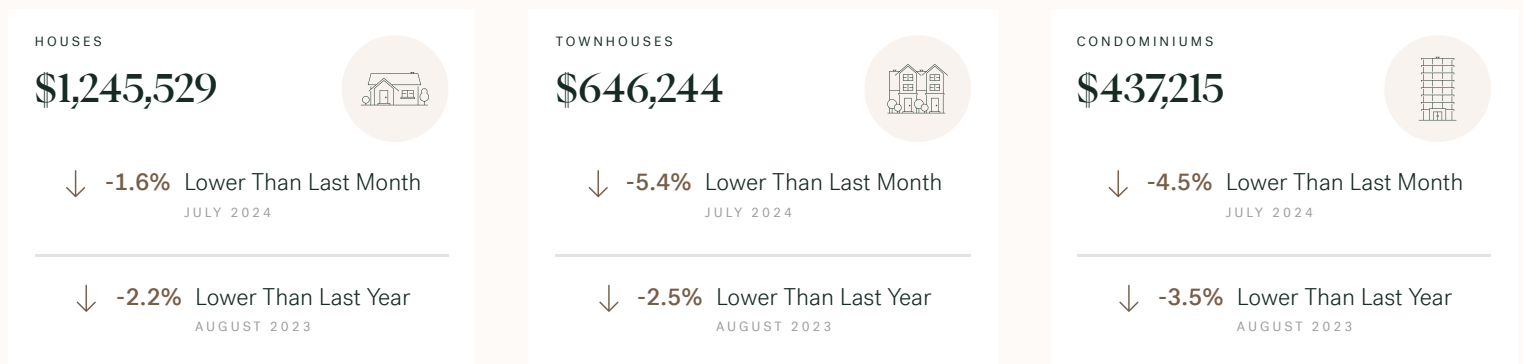 HOUSES
$1,245,529
-1.6% Lower Than Last Month
JULY 2024
-2.2% Lower Than Last Year
AUGUST 2023
TOWNHOUSES
$646,244
-5.4% Lower Than Last Month
JULY 2024
-2.5% Lower Than Last Year
AUGUST 2023
CONDOMINIUMS
$437,215
-4.5% Lower Than Last Month
JULY 2024
-3.5% Lower Than Last Year
AUGUST 2023